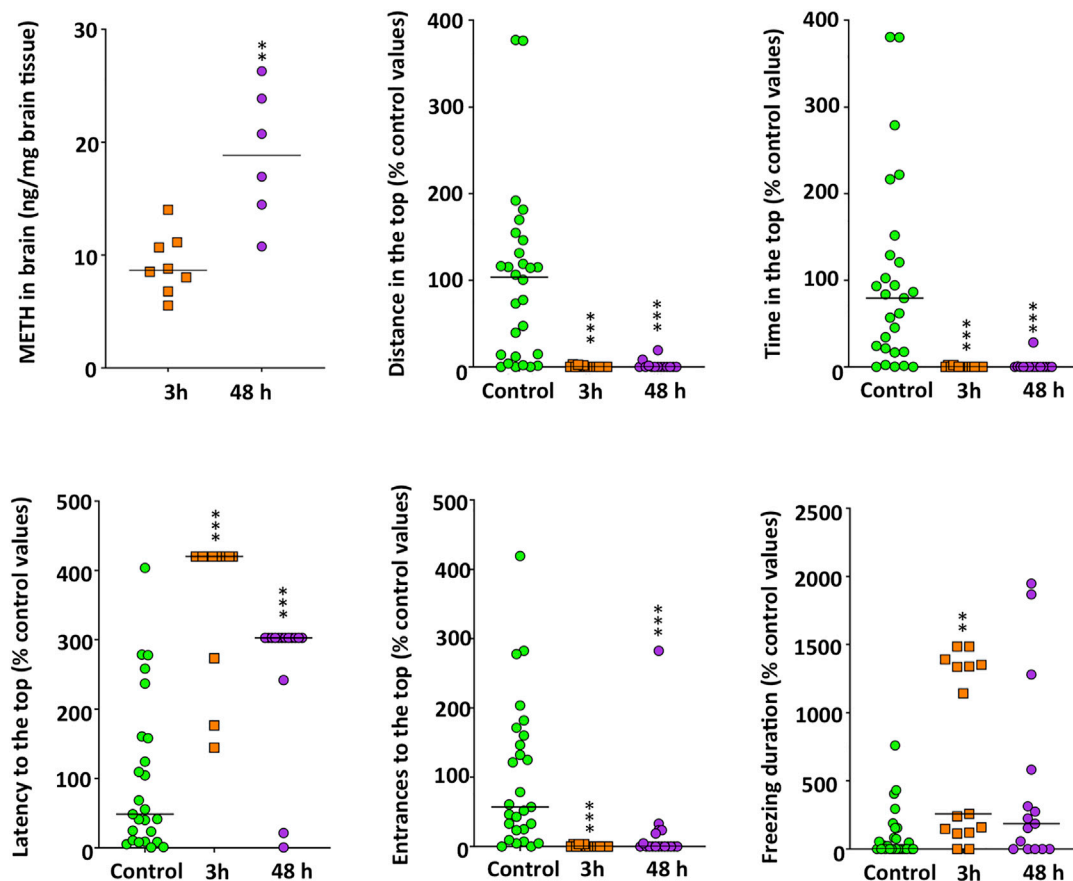 METH in brain (ng/mg brain tissue)
30
20
10
0
**
3h
48 h
Distance in the top (% control values)
400
300
200
100
0
***
***
Control
3h
48 h
Time in the top (% control values)
400
300
200
100
0
***
***
Control
3h
48 h
Latency to the top (% control values)
500
400
300
200
100
0
***
***
Control
3h
48 h
Entrances to the top (% control values)
500
400
300
200
100
0
***
***
Control
3h
48 h
Freezing duration (% control values)
2500
2000
1500
1000
500
0
**
Control
3h
48 h